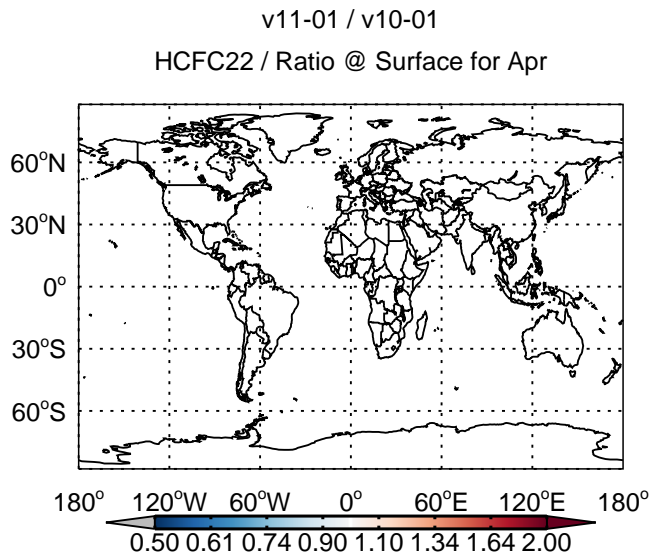 v11-01 / v10-01
HCFC22 / Ratio @ Surface for Apr
60°N
30°N
0°
30°S
60°S
180° 120°W 60°W 0° 60°E 120°E 180°
0.50 0.61 0.74 0.90 1.10 1.34 1.64 2.00